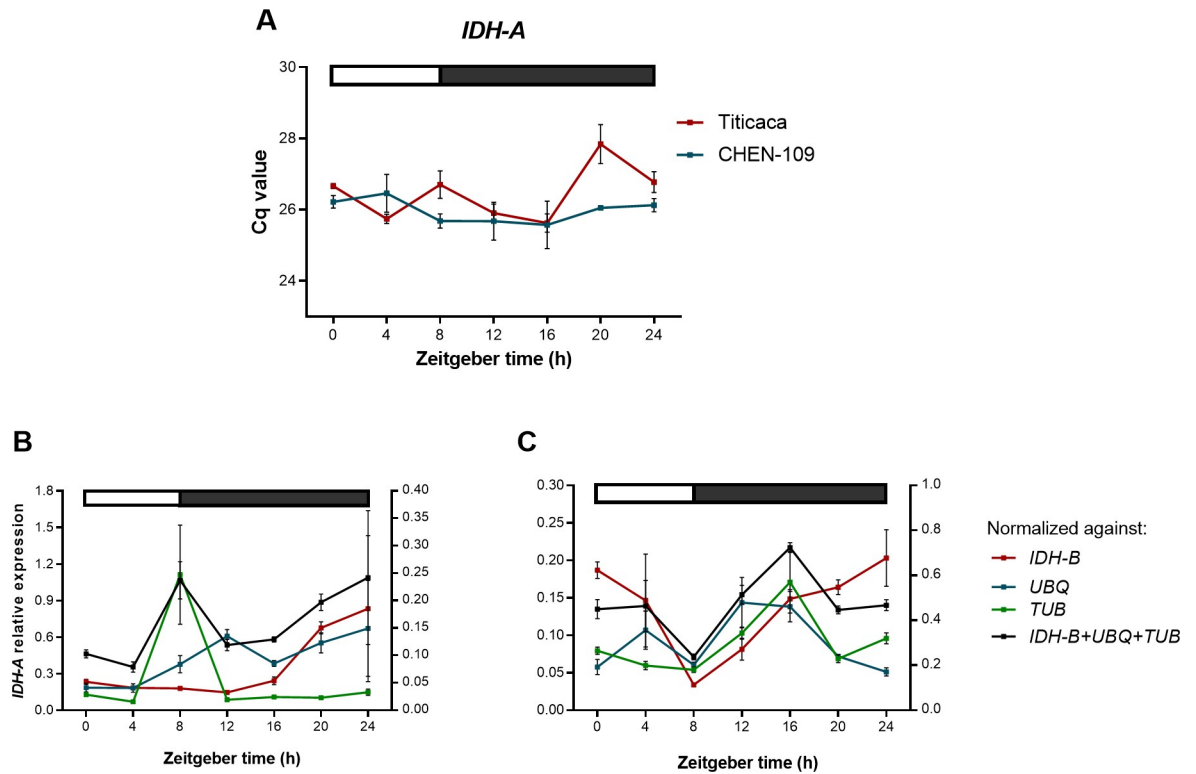 A
IDH-A
30
28
26
24
Cq value
0 4 8 12 16 20 24
Zeitgeber time (h)
Titicaca
CHEN-109
B
1.8
1.5
1.2
0.9
0.6
0.3
0.0
IDH-A relative expression
0.40
0.35
0.30
0.25
0.20
0.15
0.10
0.05
0.00
0 4 8 12 16 20 24
Zeitgeber time (h)
C
0.30
0.25
0.20
0.15
0.10
0.05
0.00
1.0
0.8
0.6
0.4
0.2
0.0
0 4 8 12 16 20 24
Zeitgeber time (h)
Normalized against:
IDH-B
UBQ
TUB
IDH-B+UBQ+TUB